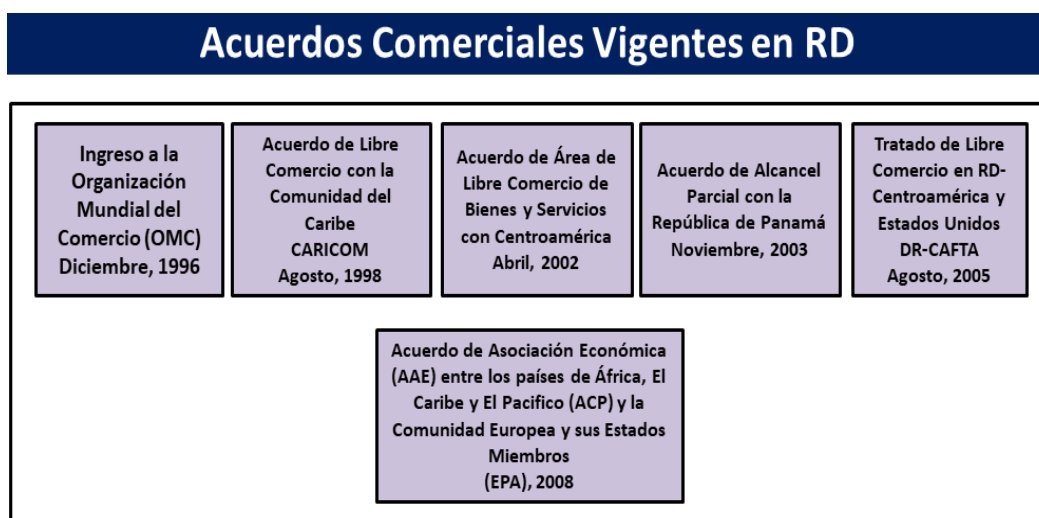 Acuerdos Comerciales Vigentes en RD
Ingreso a la
Organización
Mundial del
Comercio (OMC)
Diciembre, 1996
Acuerdo de Libre
Comercio con la
Comunidad del
Caribe
CARICOM
Agosto, 1998
Acuerdo de Área de
Libre Comercio de
Bienes y Servicios
con Centroamérica
Abril, 2002
Acuerdo de Alcancel
Parcial con la
República de Panamá
Noviembre, 2003
Tratado de Libre
Comercio en RD-
Centroamérica y
Estados Unidos
DR-CAFTA
Agosto, 2005
Acuerdo de Asociación Económica
(AAE) entre los países de África, El
Caribe y El Pacifico (ACP) y la
Comunidad Europea y sus Estados
Miembros
(EPA), 2008